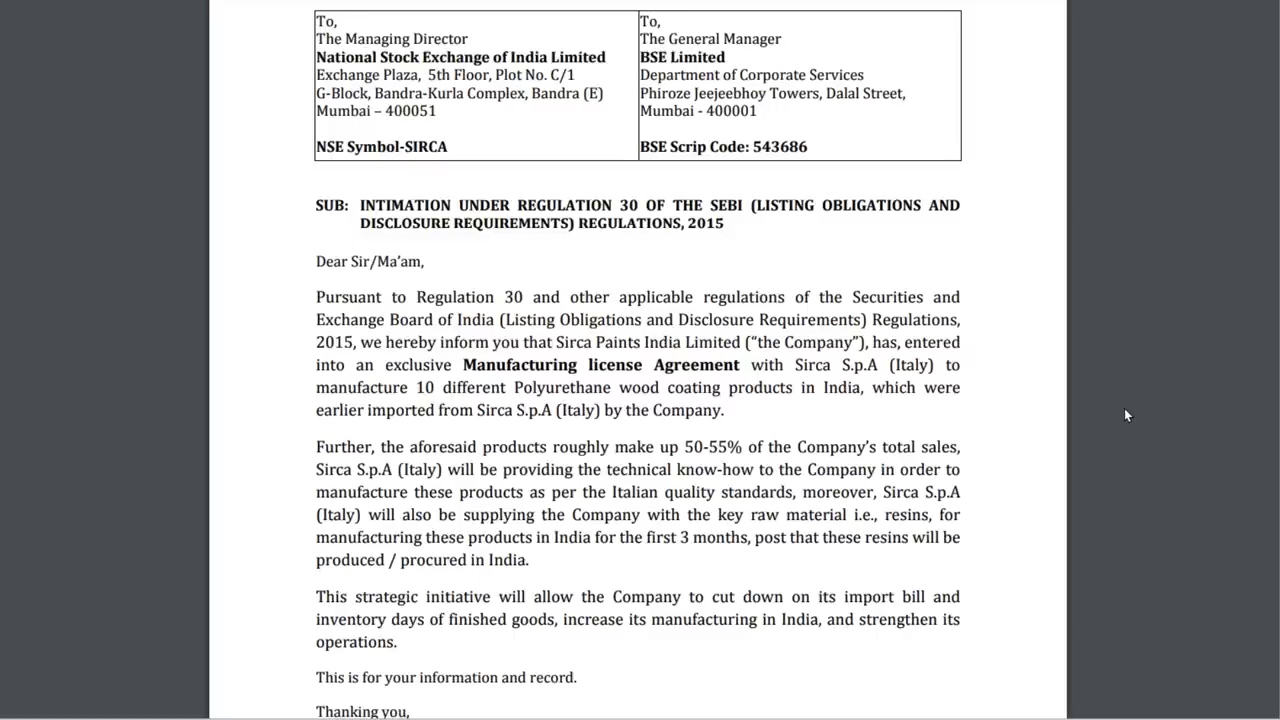 To,
The Managing Director
National Stock Exchange of India Limited
Exchange Plaza, 5th Floor, Plot No. C/1
G-Block, Bandra-Kurla Complex, Bandra (E)
Mumbai – 400051
NSE Symbol-SIRCA
To,
The General Manager
BSE Limited
Department of Corporate Services
Phiroze Jeejeebhoy Towers, Dalal Street,
Mumbai - 400001
BSE Scrip Code: 543686
SUB: INTIMATION UNDER REGULATION 30 OF THE SEBI (LISTING OBLIGATIONS AND
DISCLOSURE REQUIREMENTS) REGULATIONS, 2015
Dear Sir/Ma’am,
Pursuant to Regulation 30 and other applicable regulations of the Securities and
Exchange Board of India (Listing Obligations and Disclosure Requirements) Regulations,
2015, we hereby inform you that Sirca Paints India Limited (“the Company”), has, entered
into an exclusive Manufacturing license Agreement with Sirca S.p.A (Italy) to
manufacture 10 different Polyurethane wood coating products in India, which were
earlier imported from Sirca S.p.A (Italy) by the Company.
Further, the aforesaid products roughly make up 50-55% of the Company’s total sales,
Sirca S.p.A (Italy) will be providing the technical know-how to the Company in order to
manufacture these products as per the Italian quality standards, moreover, Sirca S.p.A
(Italy) will also be supplying the Company with the key raw material i.e., resins, for
manufacturing these products in India for the first 3 months, post that these resins will be
produced / procured in India.
This strategic initiative will allow the Company to cut down on its import bill and
inventory days of finished goods, increase its manufacturing in India, and strengthen its
operations.
This is for your information and record.
Thanking you,